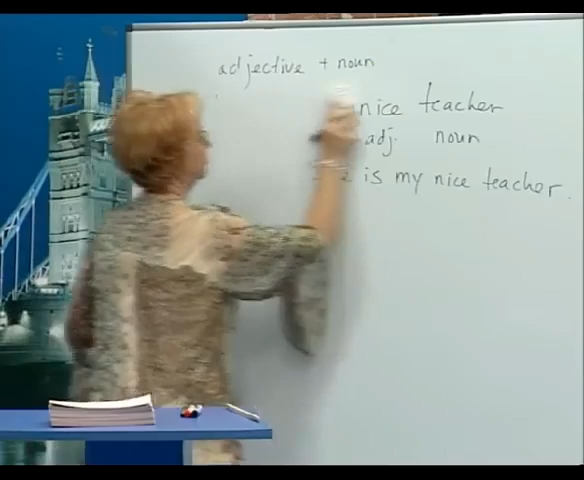 adjective + noun
nice teacher
adj. noun
is my nice teacher.